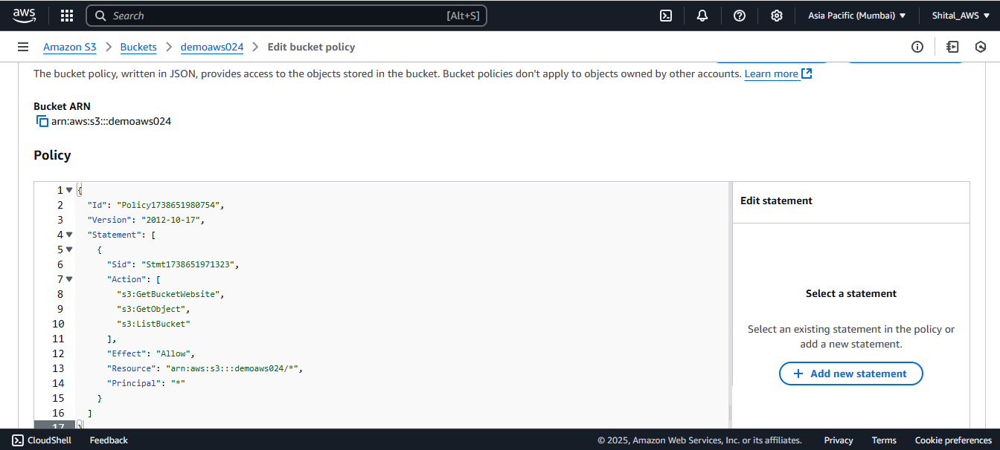 aws Search [Alt+S] Asia Pacific (Mumbai) Shital_AWS
Amazon S3 > Buckets > demoaws024 > Edit bucket policy
The bucket policy, written in JSON, provides access to the objects stored in the bucket. Bucket policies don't apply to objects owned by other accounts. Learn more
Bucket ARN
arn:aws:s3:::demoaws024
Policy
1 {
2 "Id": "Policy1738651980754",
3 "Version": "2012-10-17",
4 "Statement": [
5 {
6 "Sid": "Stmt1738651971323",
7 "Action": [
8 "s3:GetBucketWebsite",
9 "s3:GetObject",
10 "s3:ListBucket"
11 ],
12 "Effect": "Allow",
13 "Resource": "arn:aws:s3:::demoaws024/*",
14 "Principal": "*"
15 }
16 ]
17 }
Edit statement
Select a statement
Select an existing statement in the policy or
add a new statement.
+ Add new statement
CloudShell Feedback © 2025, Amazon Web Services, Inc. or its affiliates. Privacy Terms Cookie preferences